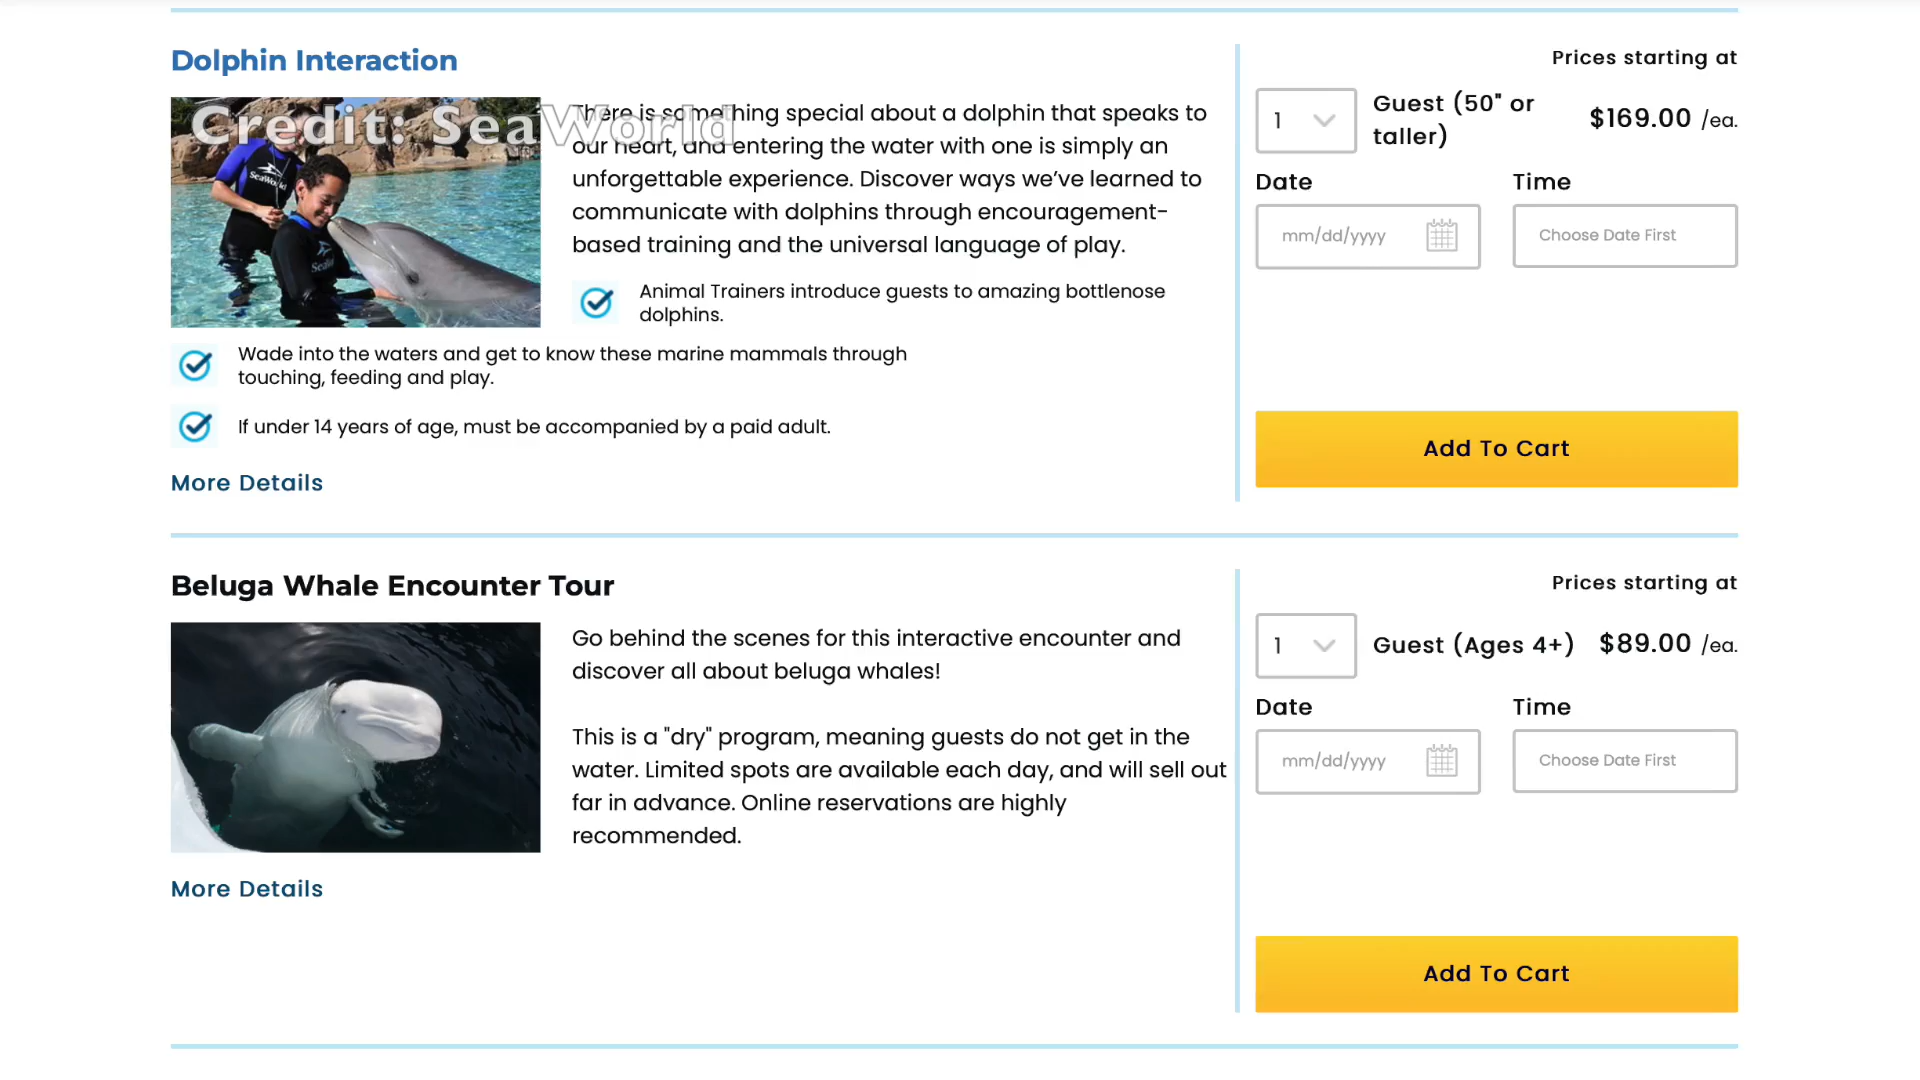 Dolphin Interaction
Credit: SeaWorld
There is something special about a dolphin that speaks to
our heart, and entering the water with one is simply an
unforgettable experience. Discover ways we’ve learned to
communicate with dolphins through encouragement-
based training and the universal language of play.
SeaWorld
Animal Trainers introduce guests to amazing bottlenose
dolphins.
Wade into the waters and get to know these marine mammals through
touching, feeding and play.
If under 14 years of age, must be accompanied by a paid adult.
More Details
Prices starting at
1
Guest (50" or
taller)
$169.00 /ea.
Date
Time
mm/dd/yyyy
Choose Date First
Add To Cart
Beluga Whale Encounter Tour
Go behind the scenes for this interactive encounter and
discover all about beluga whales!
This is a "dry" program, meaning guests do not get in the
water. Limited spots are available each day, and will sell out
far in advance. Online reservations are highly
recommended.
More Details
Prices starting at
1
Guest (Ages 4+)
$89.00 /ea.
Date
Time
mm/dd/yyyy
Choose Date First
Add To Cart